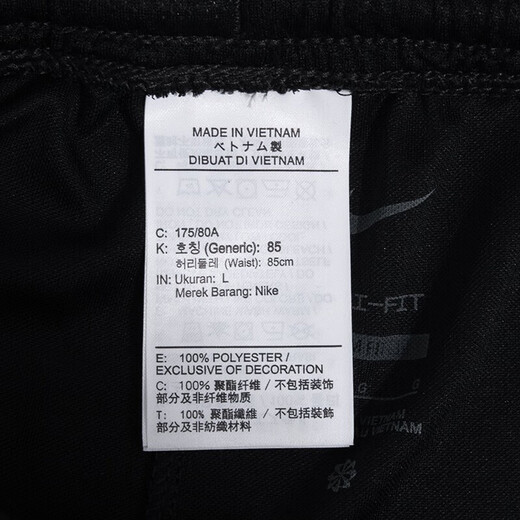 MADE IN VIETNAM
ベトナム製
DIBUAT DI VIETNAM
C: 175/80A
K: 호칭 (Generic): 85
허리둘레 (Waist): 85cm
IN: Ukuran: L
Merek Barang: Nike
E: 100% POLYESTER /
EXCLUSIVE OF DECORATION
C: 100% 聚酯纤维 / 不包括装饰
部分及非纤维物质
T: 100% 聚酯纖維 / 不包括裝飾
部分及非紡織材料
I-FIT
G
VIETNAM
VIETNAM